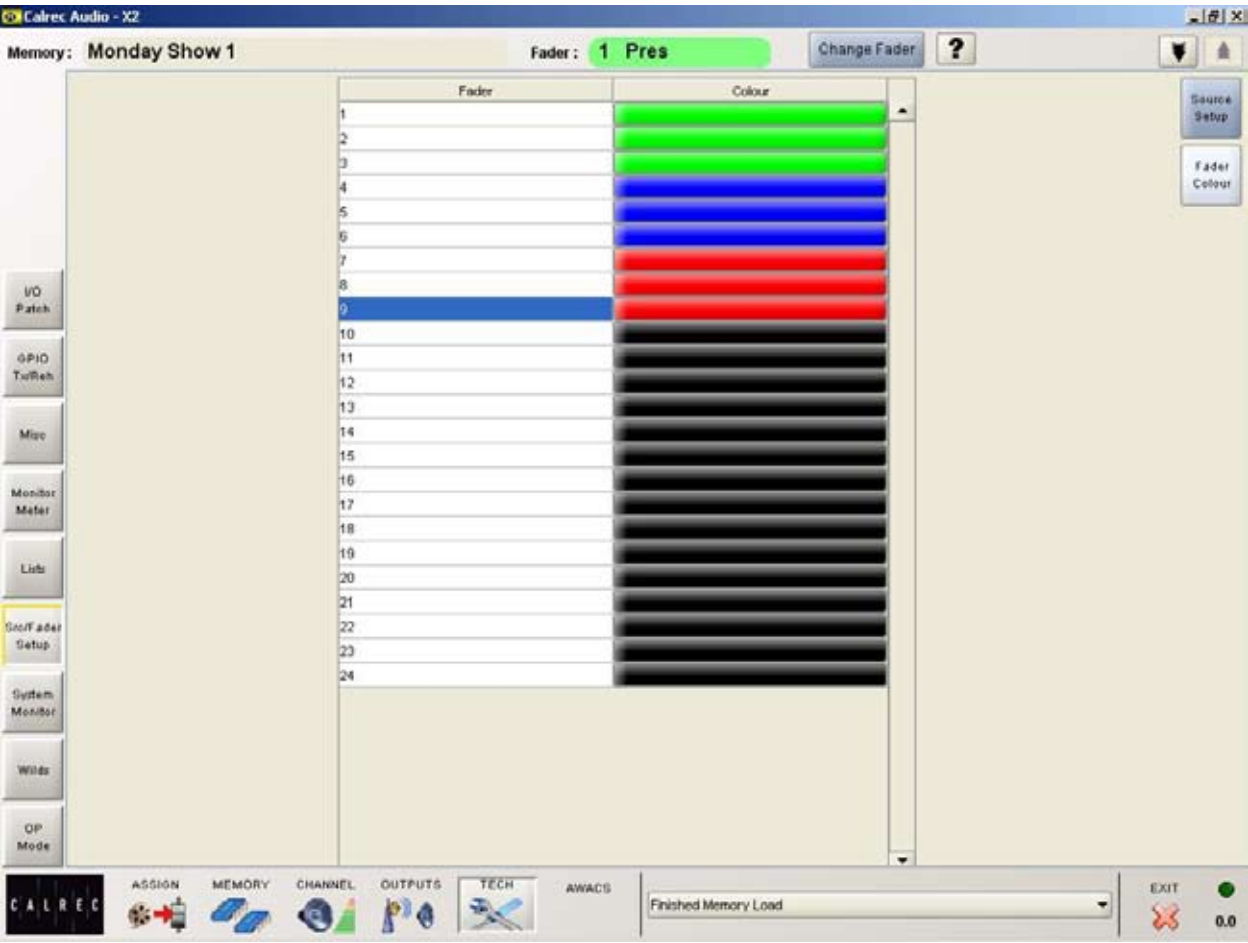 Calrec Audio - X2
Memory: Monday Show 1 Fader: 1 Pres Change Fader ?
Fader Colour
1
2
3
4
5
6
7
8
9
10
11
12
13
14
15
16
17
18
19
20
21
22
23
24
Source
Setup
Fader
Colour
I/O
Patch
GPIO
Tx/Reh
Misc
Monitor
Meter
Lists
Src/Fader
Setup
System
Monitor
Wilds
OP
Mode
CALREC
ASSIGN MEMORY CHANNEL OUTPUTS TECH AWACS
Finished Memory Load
EXIT
0.0